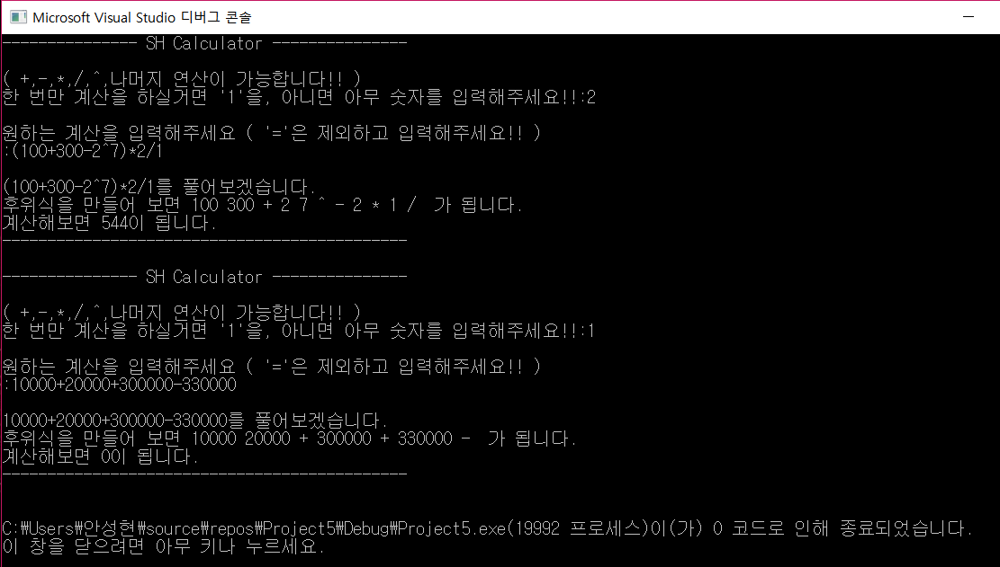 Microsoft Visual Studio 디버그 콘솔
--------------- SH Calculator ---------------
( +,-,*,/,^,나머지 연산이 가능합니다!! )
한 번만 계산을 하실거면 '1'을, 아니면 아무 숫자를 입력해주세요!!:2
원하는 계산을 입력해주세요 ( '='은 제외하고 입력해주세요!! )
:(100+300-2^7)*2/1
(100+300-2^7)*2/1를 풀어보겠습니다.
후위식을 만들어 보면 100 300 + 2 7 ^ - 2 * 1 /  가 됩니다.
계산해보면 544이 됩니다.
---------------------------------------------
--------------- SH Calculator ---------------
( +,-,*,/,^,나머지 연산이 가능합니다!! )
한 번만 계산을 하실거면 '1'을, 아니면 아무 숫자를 입력해주세요!!:1
원하는 계산을 입력해주세요 ( '='은 제외하고 입력해주세요!! )
:10000+20000+300000-330000
10000+20000+300000-330000를 풀어보겠습니다.
후위식을 만들어 보면 10000 20000 + 300000 + 330000 -  가 됩니다.
계산해보면 0이 됩니다.
---------------------------------------------
C:\Users\안성현\source\repos\Project5\Debug\Project5.exe(19992 프로세스)이(가) 0 코드로 인해 종료되었습니다.
이 창을 닫으려면 아무 키나 누르세요.